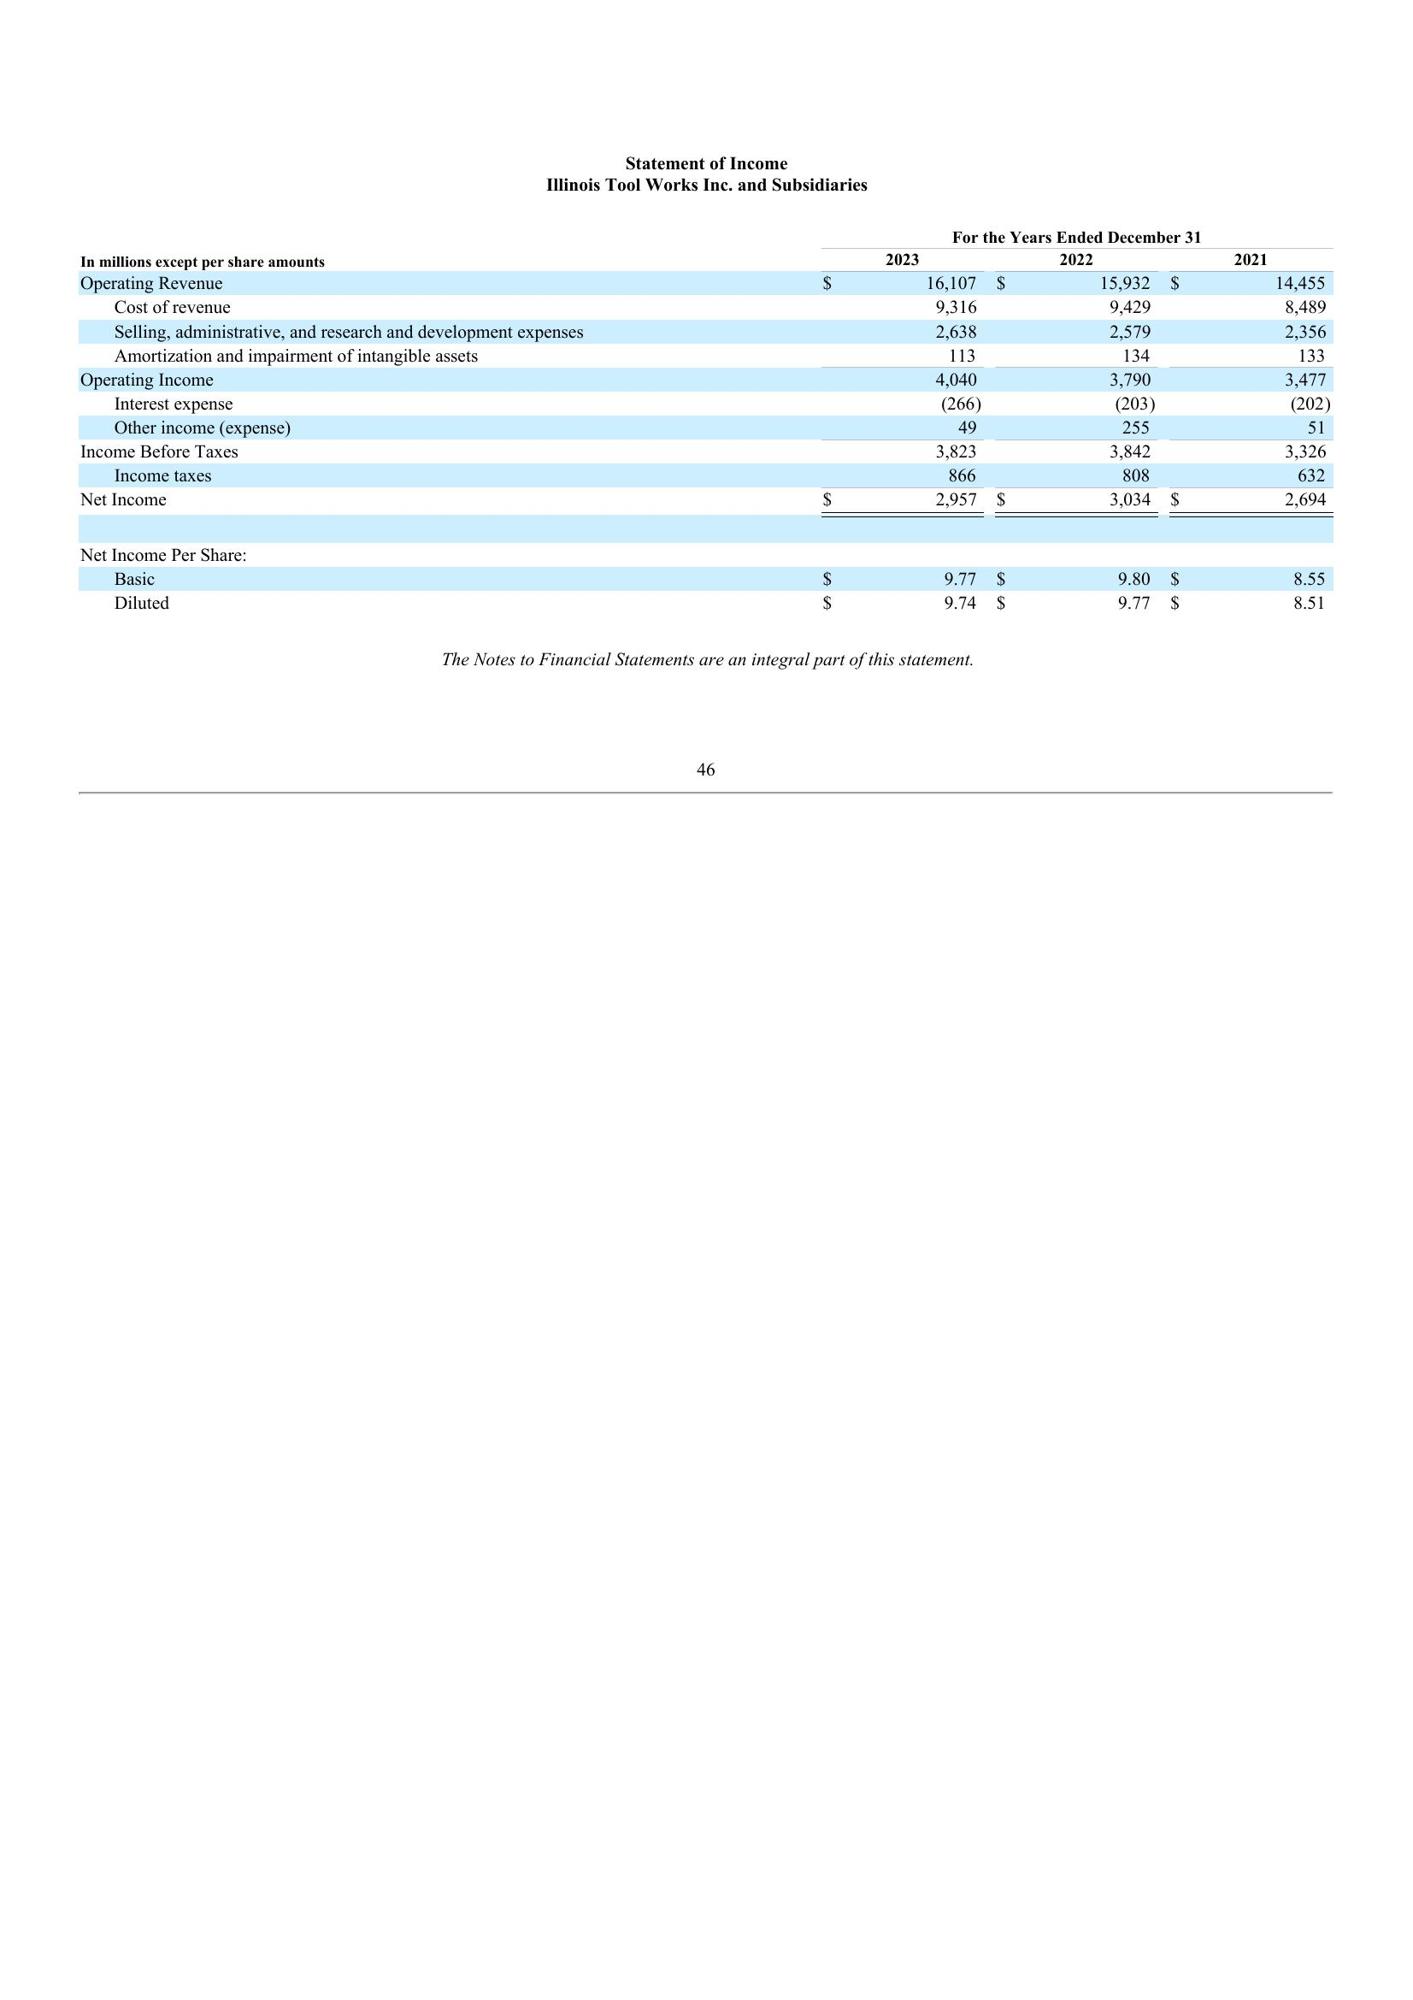 Statement of Income
Illinois Tool Works Inc. and Subsidiaries
For the Years Ended December 31
In millions except per share amounts 2023 2022 2021
Operating Revenue $ 16,107 $ 15,932 $ 14,455
Cost of revenue 9,316 9,429 8,489
Selling, administrative, and research and development expenses 2,638 2,579 2,356
Amortization and impairment of intangible assets 113 134 133
Operating Income 4,040 3,790 3,477
Interest expense (266) (203) (202)
Other income (expense) 49 255 51
Income Before Taxes 3,823 3,842 3,326
Income taxes 866 808 632
Net Income $ 2,957 $ 3,034 $ 2,694
Net Income Per Share:
Basic $ 9.77 $ 9.80 $ 8.55
Diluted $ 9.74 $ 9.77 $ 8.51
The Notes to Financial Statements are an integral part of this statement.
46